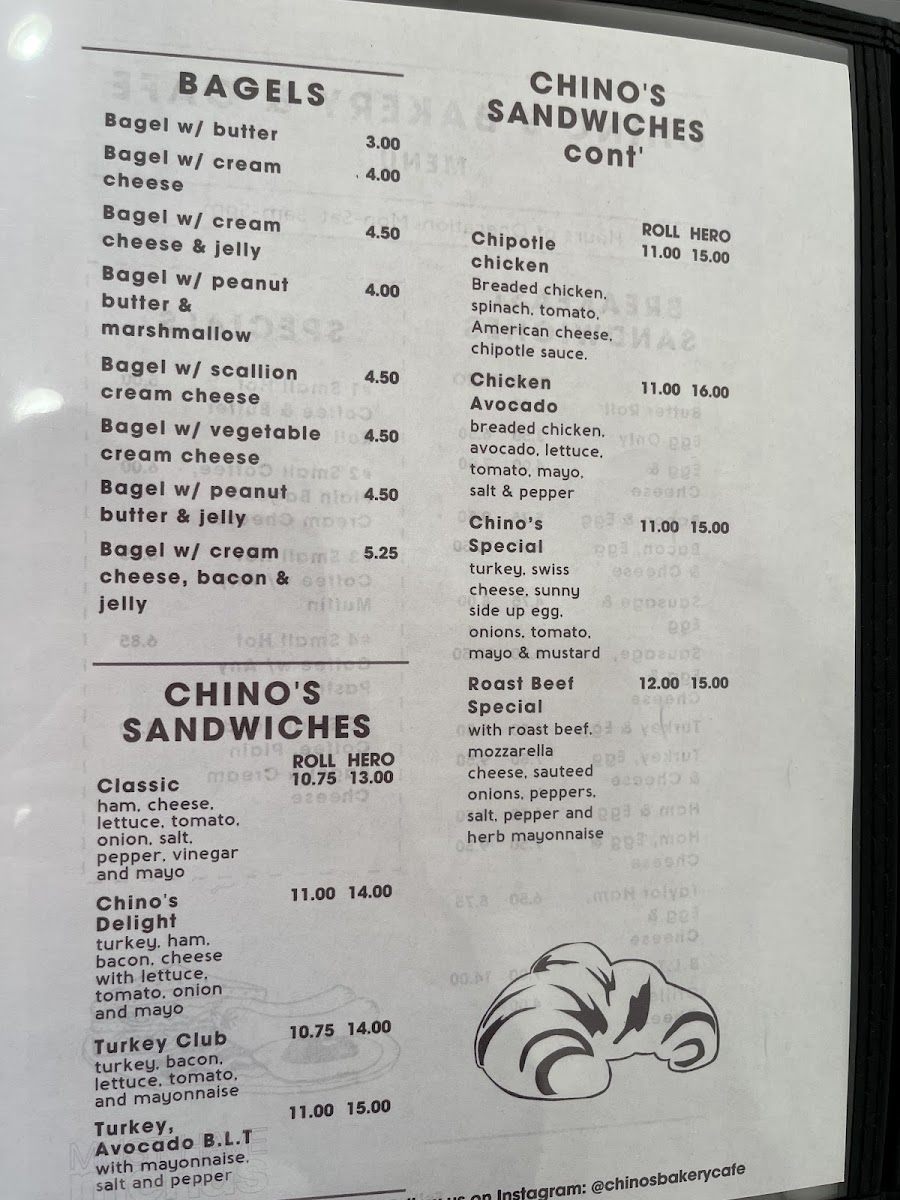 BAGELS
Bagel w/ butter 3.00
Bagel w/ cream 4.00
cheese
Bagel w/ cream 4.50
cheese & jelly
Bagel w/ peanut 4.00
butter &
marshmallow
Bagel w/ scallion 4.50
cream cheese
Bagel w/ vegetable 4.50
cream cheese
Bagel w/ peanut 4.50
butter & jelly
Bagel w/ cream 5.25
cheese, bacon &
jelly
CHINO'S
SANDWICHES
ROLL HERO
Classic 10.75 13.00
ham, cheese,
lettuce, tomato,
onion, salt,
pepper, vinegar
and mayo
Chino's 11.00 14.00
Delight
turkey, ham,
bacon, cheese
with lettuce,
tomato, onion
and mayo
Turkey Club 10.75 14.00
turkey, bacon,
lettuce, tomato,
and mayonnaise
Turkey, 11.00 15.00
Avocado B.L.T
with mayonnaise,
salt and pepper
CHINO'S
SANDWICHES
cont'
ROLL HERO
Chipotle 11.00 15.00
chicken
Breaded chicken,
spinach, tomato,
American cheese,
chipotle sauce.
Chicken 11.00 16.00
Avocado
breaded chicken,
avocado, lettuce,
tomato, mayo,
salt & pepper
Chino's 11.00 15.00
Special
turkey, swiss
cheese, sunny
side up egg,
onions, tomato,
mayo & mustard
Roast Beef 12.00 15.00
Special
with roast beef,
mozzarella
cheese, sauteed
onions, peppers,
salt, pepper and
herb mayonnaise
us on Instagram: @chinosbakerycafe